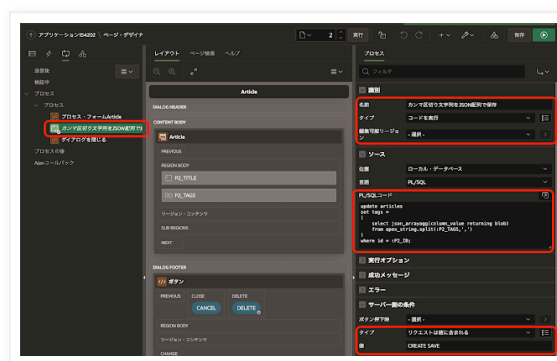 アプリケーション154202 \ ページ・デザイナ
2
実行
保存
送信後
検証中
プロセス
プロセス
プロセス・フォームArticle
カンマ区切り文字列をJSON配列で
ダイアログを閉じる
プロセスの後
Ajaxコールバック
レイアウト ページ検索 ヘルプ
Article
DIALOG HEADER
CONTENT BODY
Article
PREVIOUS
REGION BODY
P2_TITLE
P2_TAGS
リージョン・コンテンツ
SUB REGIONS
NEXT
DIALOG FOOTER
ボタン
PREVIOUS CLOSE DELETE
CANCEL DELETE
REGION BODY
リージョン・コンテンツ
CHANGE
プロセス
フィルタ
識別
名前 カンマ区切り文字列をJSON配列で保存
タイプ コードを実行
編集可能リージョン - 選択 -
ソース
位置 ローカル・データベース
言語 PL/SQL
PL/SQLコード
update articles
set tags =
(
select json_arrayagg(column_value returning blob)
from apex_string.split(:P2_TAGS,',')
)
where id = :P2_ID;
実行オプション
成功メッセージ
エラー
サーバー側の条件
ボタン押下時 - 選択 -
タイプ リクエストは値に含まれる
値 CREATE SAVE